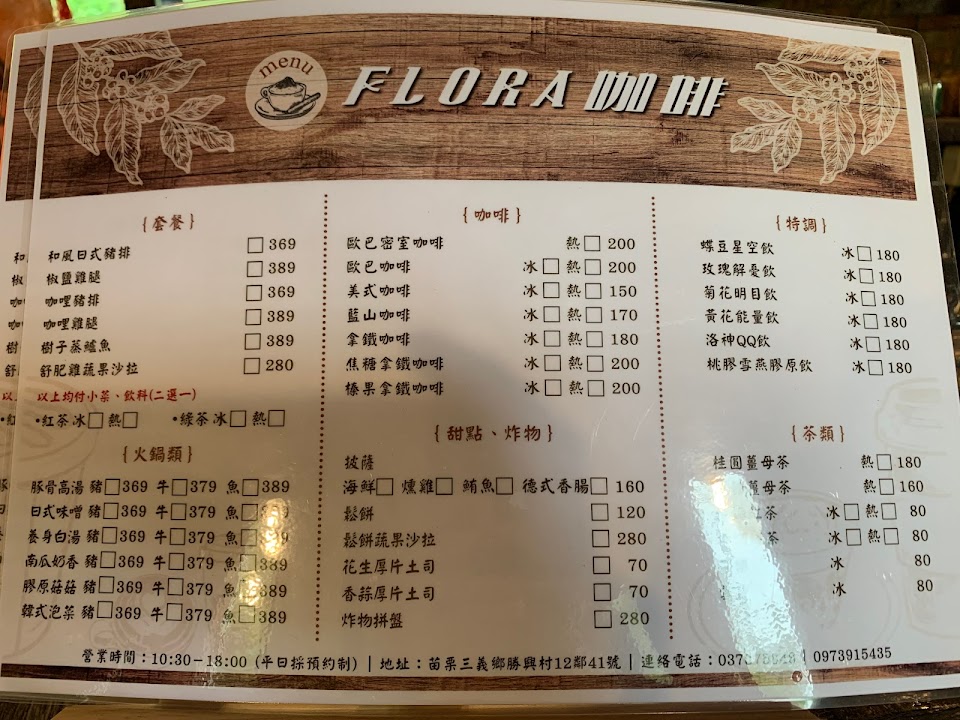 menu
FLORA 咖啡
{套餐}
和風日式豬排 □ 369
椒鹽雞腿 □ 389
咖哩豬排 □ 369
咖哩雞腿 □ 389
樹子蒸鱸魚 □ 389
舒肥雞蔬果沙拉 □ 280
以上均付小菜、飲料(二選一)
•紅茶 冰□ 熱□ •綠茶 冰□ 熱□
{火鍋類}
豚骨高湯 豬□369 牛□379 魚□389
日式味噌 豬□369 牛□379 魚□389
養身白湯 豬□369 牛□379 魚□389
南瓜奶香 豬□369 牛□379 魚□389
膠原菇菇 豬□369 牛□379 魚□389
韓式泡菜 豬□369 牛□379 魚□389
{咖啡}
歐巴密室咖啡 熱□ 200
歐巴咖啡 冰□ 熱□ 200
美式咖啡 冰□ 熱□ 150
藍山咖啡 冰□ 熱□ 170
拿鐵咖啡 冰□ 熱□ 180
焦糖拿鐵咖啡 冰□ 熱□ 200
榛果拿鐵咖啡 冰□ 熱□ 200
{甜點、炸物}
披薩
海鮮□ 燻雞□ 鮪魚□ 德式香腸□ 160
鬆餅 □ 120
鬆餅蔬果沙拉 □ 280
花生厚片土司 □ 70
香蒜厚片土司 □ 70
炸物拼盤 □ 280
{特調}
蝶豆星空飲 冰□ 180
玫瑰解憂飲 冰□ 180
菊花明目飲 冰□ 180
黃花能量飲 冰□ 180
洛神QQ飲 冰□ 180
桃膠雪燕膠原飲 冰□ 180
{茶類}
桂圓薑母茶 熱□ 180
薑母茶 熱□ 160
茶 冰□ 熱□ 80
茶 冰□ 熱□ 80
冰 80
冰 80
營業時間：10:30－18:00 (平日採預約制)｜地址：苗栗三義鄉勝興村12鄰41號｜連絡電話：037 | 0973915435